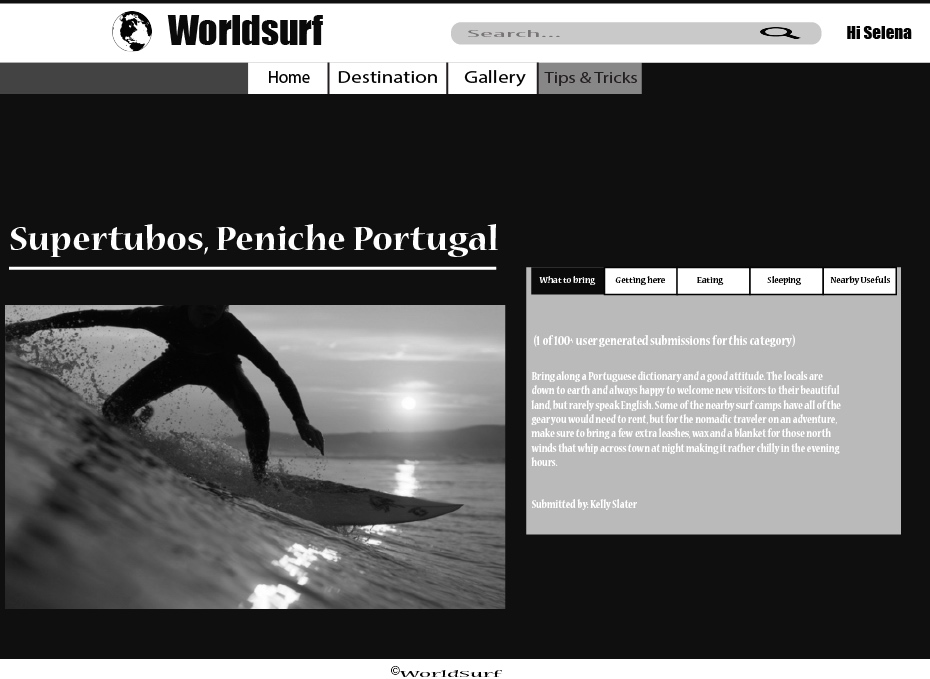 Worldsurf
Search...
Hi Selena
Home
Destination
Gallery
Tips & Tricks
Supertubos, Peniche Portugal
What to bring
Getting here
Eating
Sleeping
Nearby Usefuls
(1 of 100's user generated submissions for this category)
Bring along a Portuguese dictionary and a good attitude. The locals are
down to earth and always happy to welcome new visitors to their beautiful
land, but rarely speak English. Some of the nearby surf camps have all of the
gear you would need to rent, but for the nomadic traveler on an adventure,
make sure to bring a few extra leashes, wax and a blanket for those north
winds that whip across town at night making it rather chilly in the evening
hours.
Submitted by: Kelly Slater
©WorldSurf